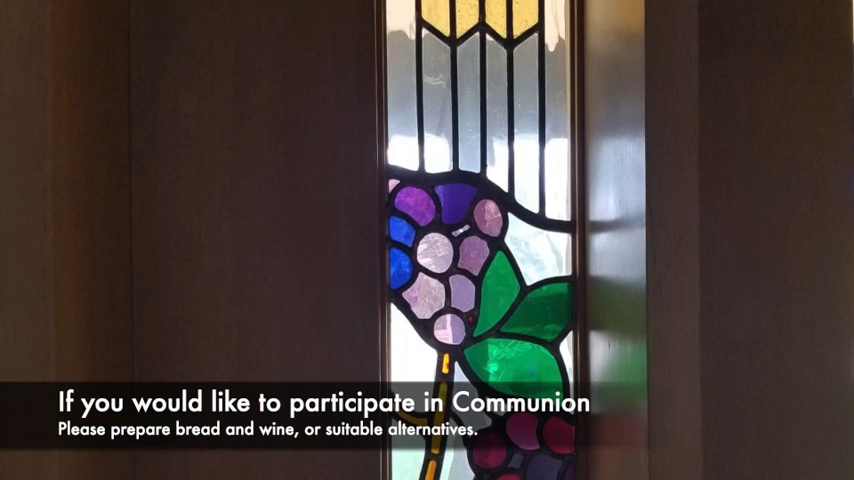 If you would like to participate in Communion
Please prepare bread and wine, or suitable alternatives.